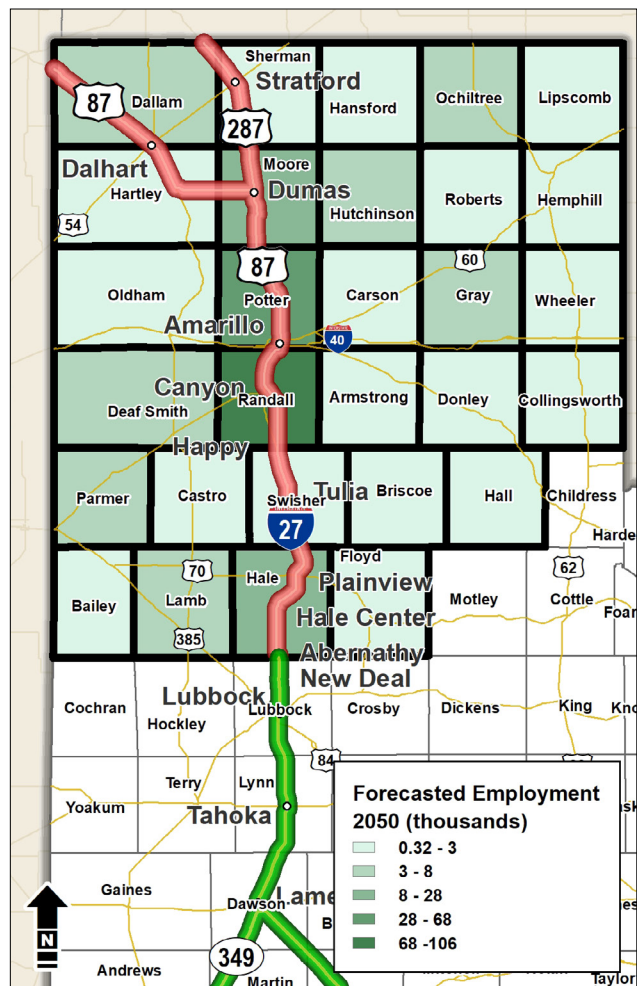 Sherman
Stratford
87
Dallam
Hansford
Ochiltree
Lipscomb
287
Dalhart
Moore
Dumas
Hartley
Hutchinson
Roberts
Hemphill
54
87
60
Oldham
Potter
Carson
Gray
Wheeler
Amarillo
40
Canyon
Randall
Armstrong
Donley
Collingsworth
Deaf Smith
Happy
Parmer
Castro
Swisher
Tulia
Briscoe
Hall
Childress
27
Harde
Floyd
70
Hale
Plainview
62
Bailey
Lamb
Hale Center
Motley
Cottle
Foar
385
Abernathy
New Deal
Lubbock
Cochran
Hockley
Lubbock
Crosby
Dickens
King
Kno
84
Terry
Lynn
Yoakum
Tahoka
Forecasted Employment
2050 (thousands)
0.32 - 3
3 - 8
8 - 28
28 - 68
68 -106
Gaines
Dawson
Lame
B
N
349
Andrews
Martin
Taylor